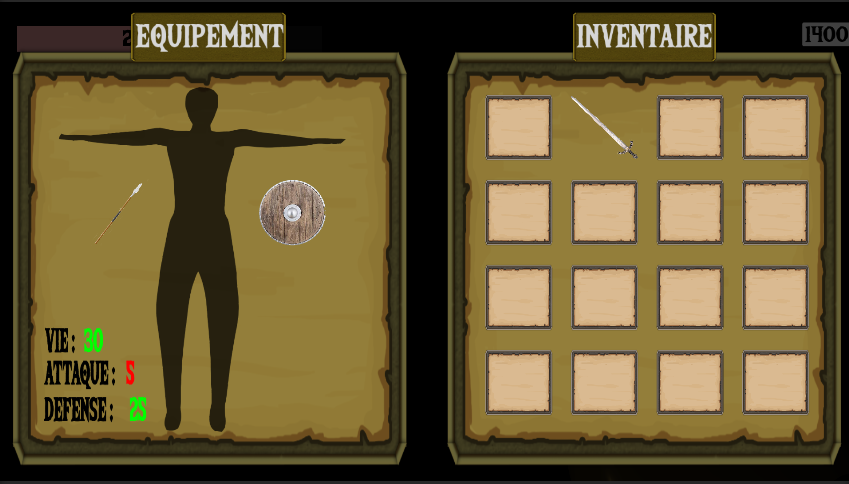 EQUIPEMENT
INVENTAIRE
1400
VIE: 30
ATTAQUE: 5
DEFENSE: 25